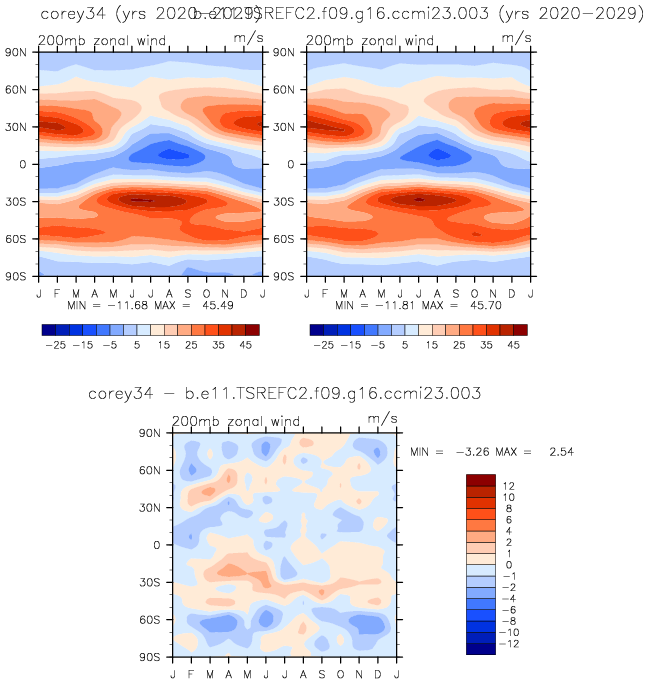 corey34 (yrs 2020-2029) b.e11.TSREFC2.f09.g16.ccmi23.003 (yrs 2020-2029)
200mb zonal wind m/s 200mb zonal wind m/s
90N 90N
60N 60N
30N 30N
0 0
30S 30S
60S 60S
90S 90S
J F M A M J J A S O N D J J F M A M J J A S O N D J
MIN = -11.68 MAX = 45.49 MIN = -11.81 MAX = 45.70
-25 -15 -5 5 15 25 35 45 -25 -15 -5 5 15 25 35 45
corey34 - b.e11.TSREFC2.f09.g16.ccmi23.003
200mb zonal wind m/s
MIN = -3.26 MAX = 2.54
90N
60N
30N
0
30S
60S
90S
J F M A M J J A S O N D J
12
10
8
6
4
2
1
0
-1
-2
-4
-6
-8
-10
-12